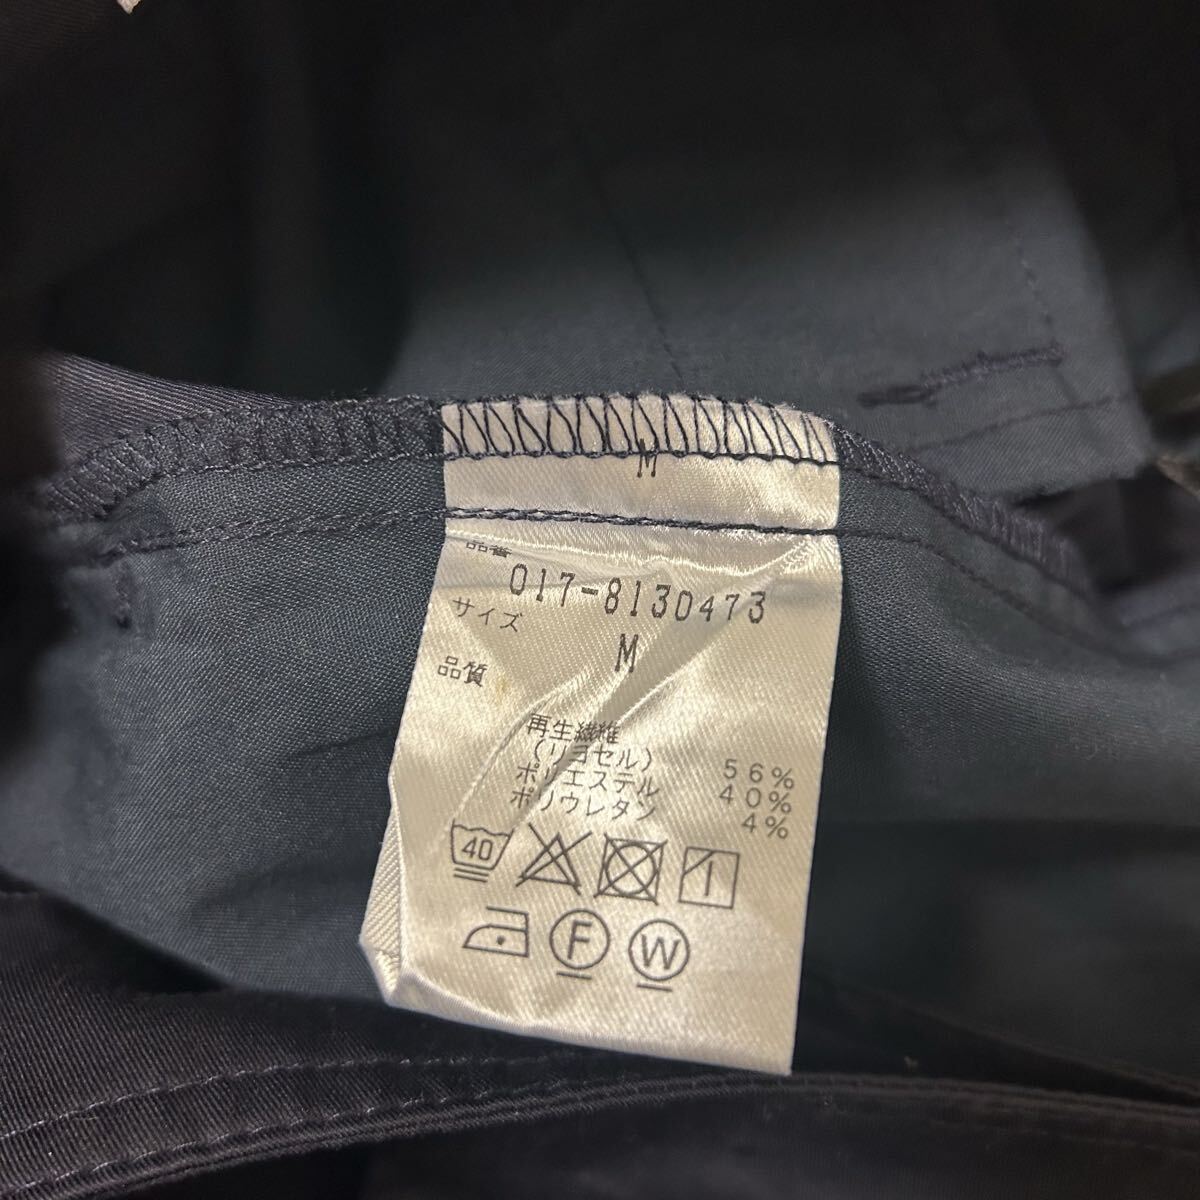 M
品番
017-8130473
サイズ
M
品質
再生繊維
(リヨセル) 56%
ポリエステル 40%
ポリウレタン 4%
40
F
W